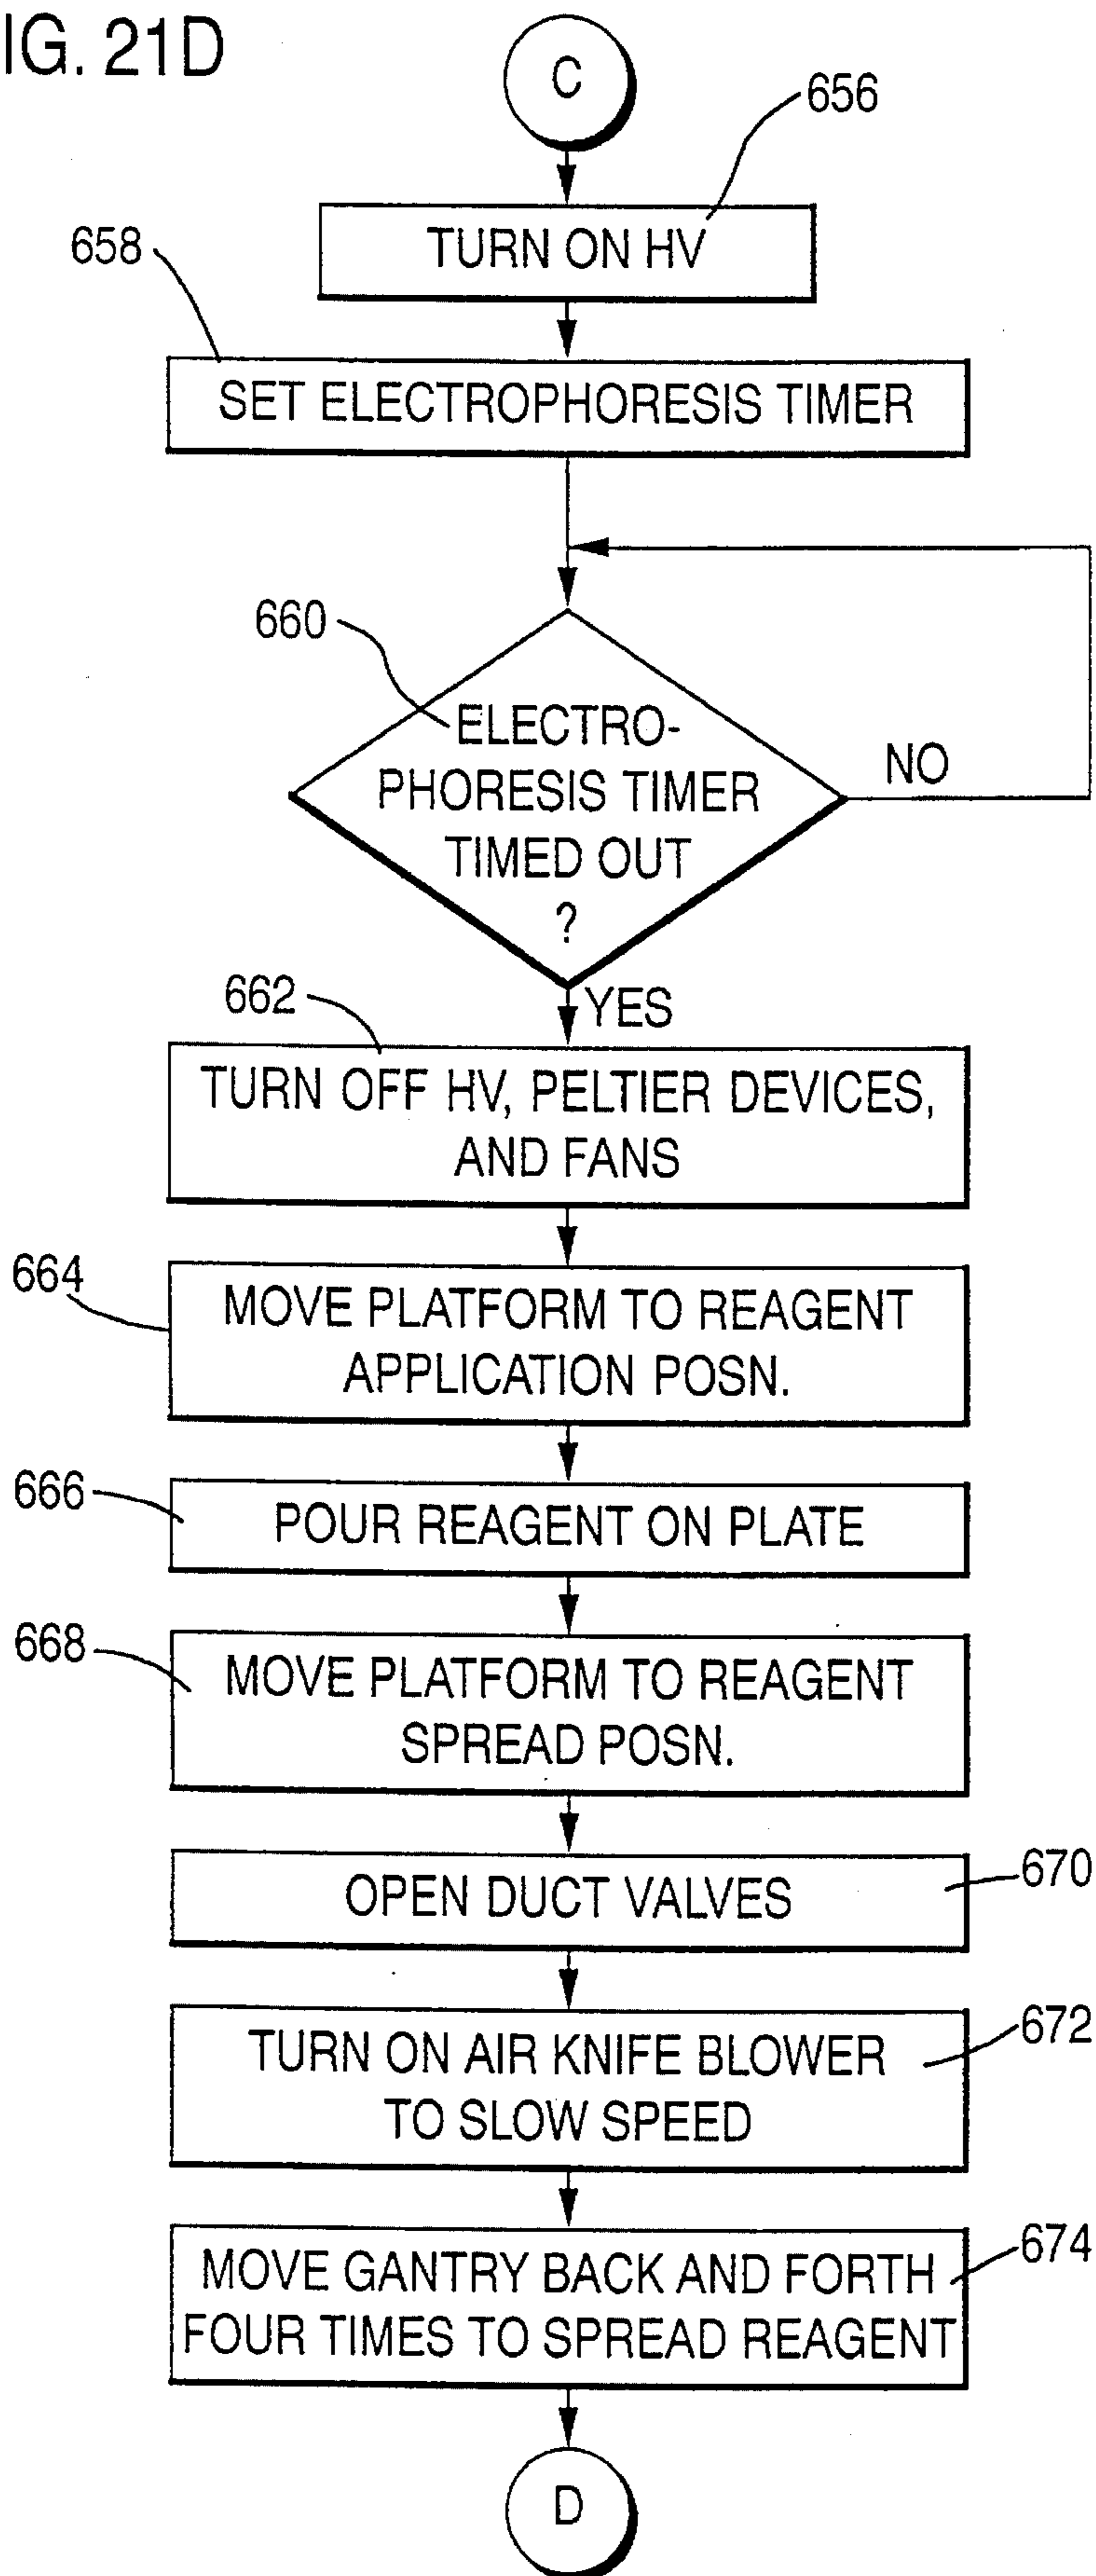 IG. 21D
C
656
TURN ON HV
658
SET ELECTROPHORESIS TIMER
660
ELECTRO-
PHORESIS TIMER
TIMED OUT
?
NO
YES
662
TURN OFF HV, PELTIER DEVICES,
AND FANS
664
MOVE PLATFORM TO REAGENT
APPLICATION POSN.
666
POUR REAGENT ON PLATE
668
MOVE PLATFORM TO REAGENT
SPREAD POSN.
670
OPEN DUCT VALVES
672
TURN ON AIR KNIFE BLOWER
TO SLOW SPEED
674
MOVE GANTRY BACK AND FORTH
FOUR TIMES TO SPREAD REAGENT
D